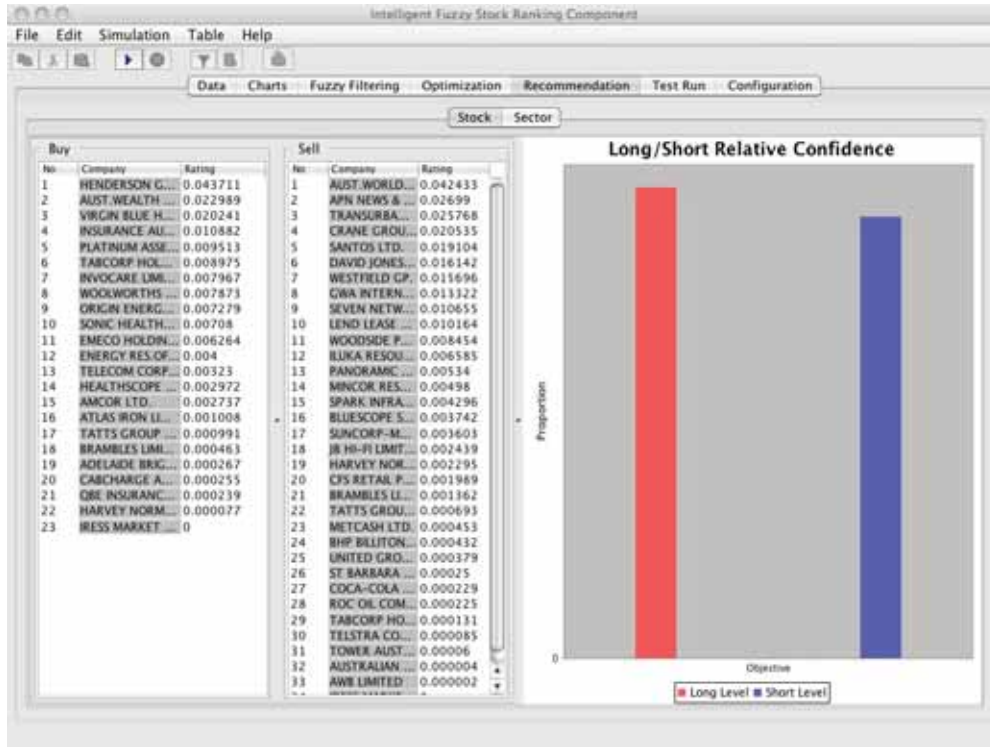 Intelligent Fuzzy Stock Ranking Component
File Edit Simulation Table Help
Data Charts Fuzzy Filtering Optimization Recommendation Test Run Configuration
Stock Sector
Buy
No Company Rating
1 HENDERSON G... 0.043711
2 AUST.WEALTH ... 0.022989
3 VIRGIN BLUE H... 0.020241
4 INSURANCE AU... 0.010882
5 PLATINUM ASSE... 0.009513
6 TABCORP HOL... 0.008975
7 INVOCARE LIMI... 0.007967
8 WOOLWORTHS ... 0.007873
9 ORIGIN ENERG... 0.007279
10 SONIC HEALTH... 0.00708
11 EMECO HOLDIN... 0.006264
12 ENERGY RES.OF... 0.004
13 TELECOM CORP... 0.00323
14 HEALTHSCOPE ... 0.002972
15 AMCOR LTD. 0.002737
16 ATLAS IRON LI... 0.001008
17 TATTS GROUP ... 0.000991
18 BRAMBLES LIMI... 0.000463
19 ADELAIDE BRIG... 0.000267
20 CABCHARGE A... 0.000255
21 QBE INSURANC... 0.000239
22 HARVEY NORM... 0.000077
23 IRESS MARKET ... 0
Sell
No Company Rating
1 AUST.WORLD... 0.042433
2 APN NEWS & ... 0.02699
3 TRANSURBA... 0.025768
4 CRANE GROU... 0.020535
5 SANTOS LTD. 0.019104
6 DAVID JONES... 0.016142
7 WESTFIELD GP. 0.015696
8 GWA INTERN... 0.013322
9 SEVEN NETW... 0.010655
10 LEND LEASE ... 0.010164
11 WOODSIDE P... 0.008454
12 ILUKA RESOU... 0.006585
13 PANORAMIC ... 0.00534
14 MINCOR RES... 0.00498
15 SPARK INFRA... 0.004296
16 BLUESCOPE S... 0.003742
17 SUNCORP-M... 0.003603
18 JB HI-FI LIMIT... 0.002439
19 HARVEY NOR... 0.002295
20 CFS RETAIL P... 0.001989
21 BRAMBLES LI... 0.001362
22 TATTS GROU... 0.000693
23 METCASH LTD. 0.000453
24 BHP BILLITON... 0.000432
25 UNITED GRO... 0.000379
26 ST BARBARA ... 0.00025
27 COCA-COLA ... 0.000229
28 ROC OIL COM... 0.000225
29 TABCORP HO... 0.000131
30 TELSTRA CO... 0.000085
31 TOWER AUST... 0.00006
32 AUSTRALIAN ... 0.000004
33 AWB LIMITED 0.000002
Long/Short Relative Confidence
Proportion
0
Objective
Long Level Short Level